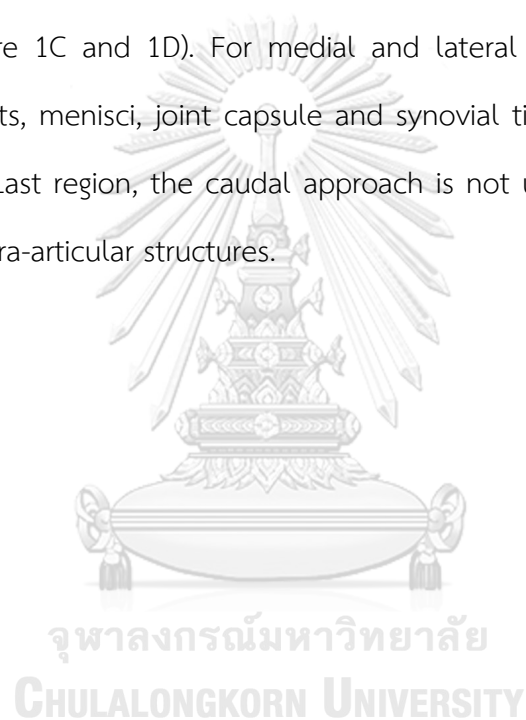 re 1C and 1D). For medial and lateral
ts, menisci, joint capsule and synovial ti
Last region, the caudal approach is not u
ra-articular structures.
จุฬาลงกรณ์มหาวิทยาลัย
CHULALONGKORN UNIVERSITY